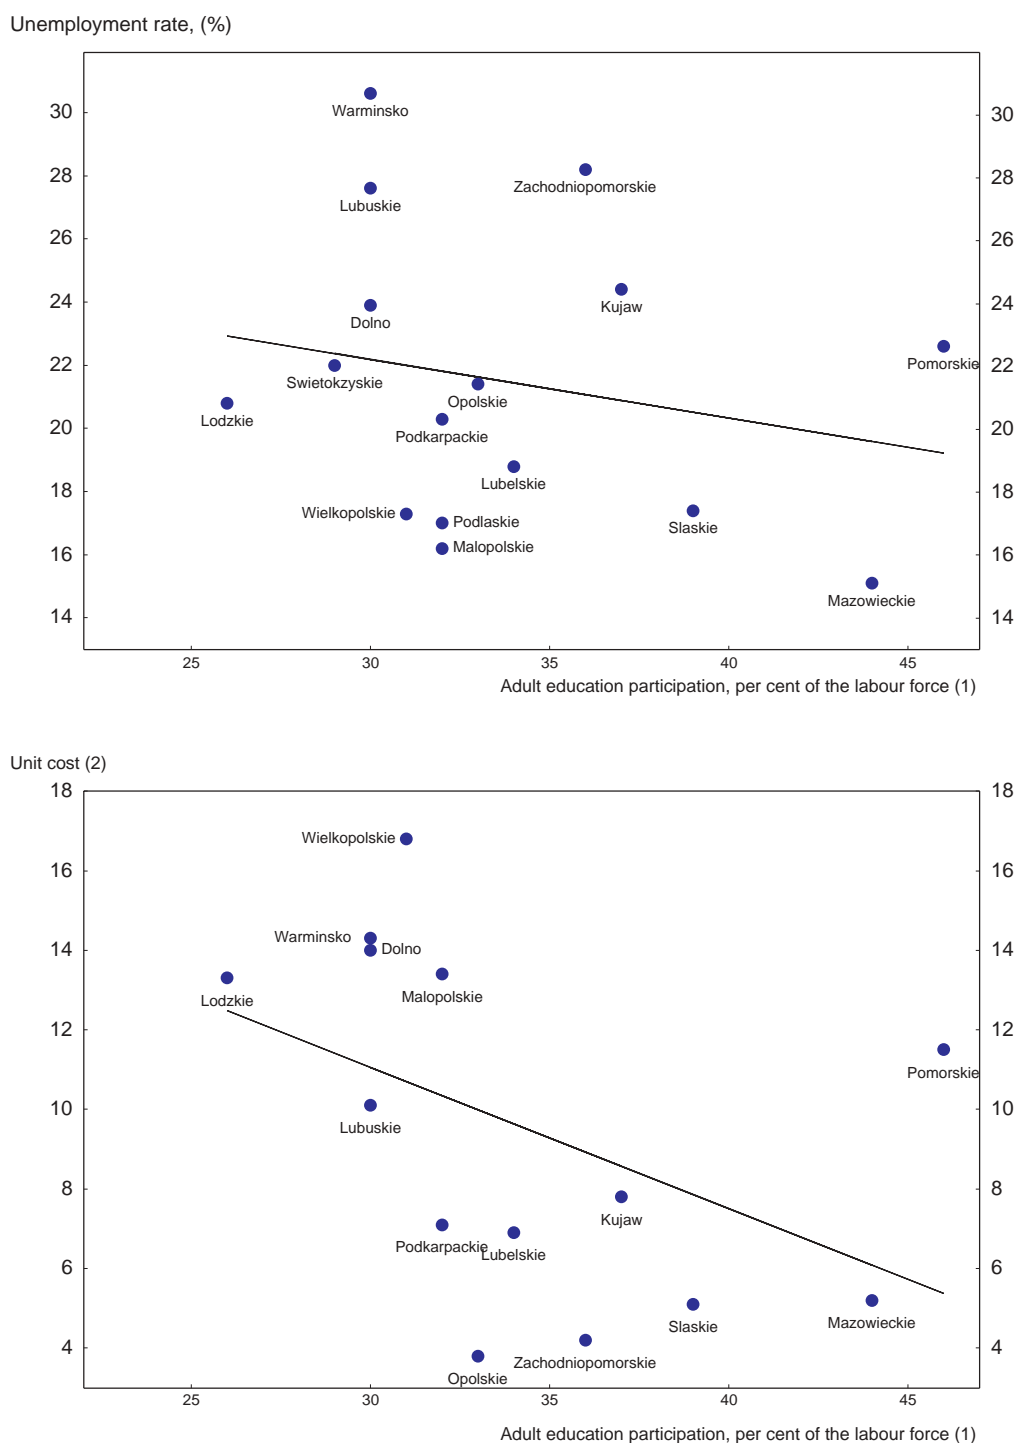 Unemployment rate, (%)
30
30
Warminsko
28
Zachodniopomorskie
28
Lubuskie
26
26
24
Kujaw
24
Dolno
22
Pomorskie
22
Swietokzyskie
Opolskie
Lodzkie
20
Podkarpackie
20
Lubelskie
18
Wielkopolskie
Podlaskie
Slaskie
18
16
Malopolskie
16
Mazowieckie
14
14
25
30
35
40
45
Adult education participation, per cent of the labour force (1)
Unit cost (2)
18
18
Wielkopolskie
16
16
Warminsko
14
Dolno
14
Lodzkie
Malopolskie
12
12
Pomorskie
10
10
Lubuskie
8
8
Kujaw
Podkarpackie
Lubelskie
6
6
Slaskie
Mazowieckie
4
Zachodniopomorskie
4
Opolskie
25
30
35
40
45
Adult education participation, per cent of the labour force (1)